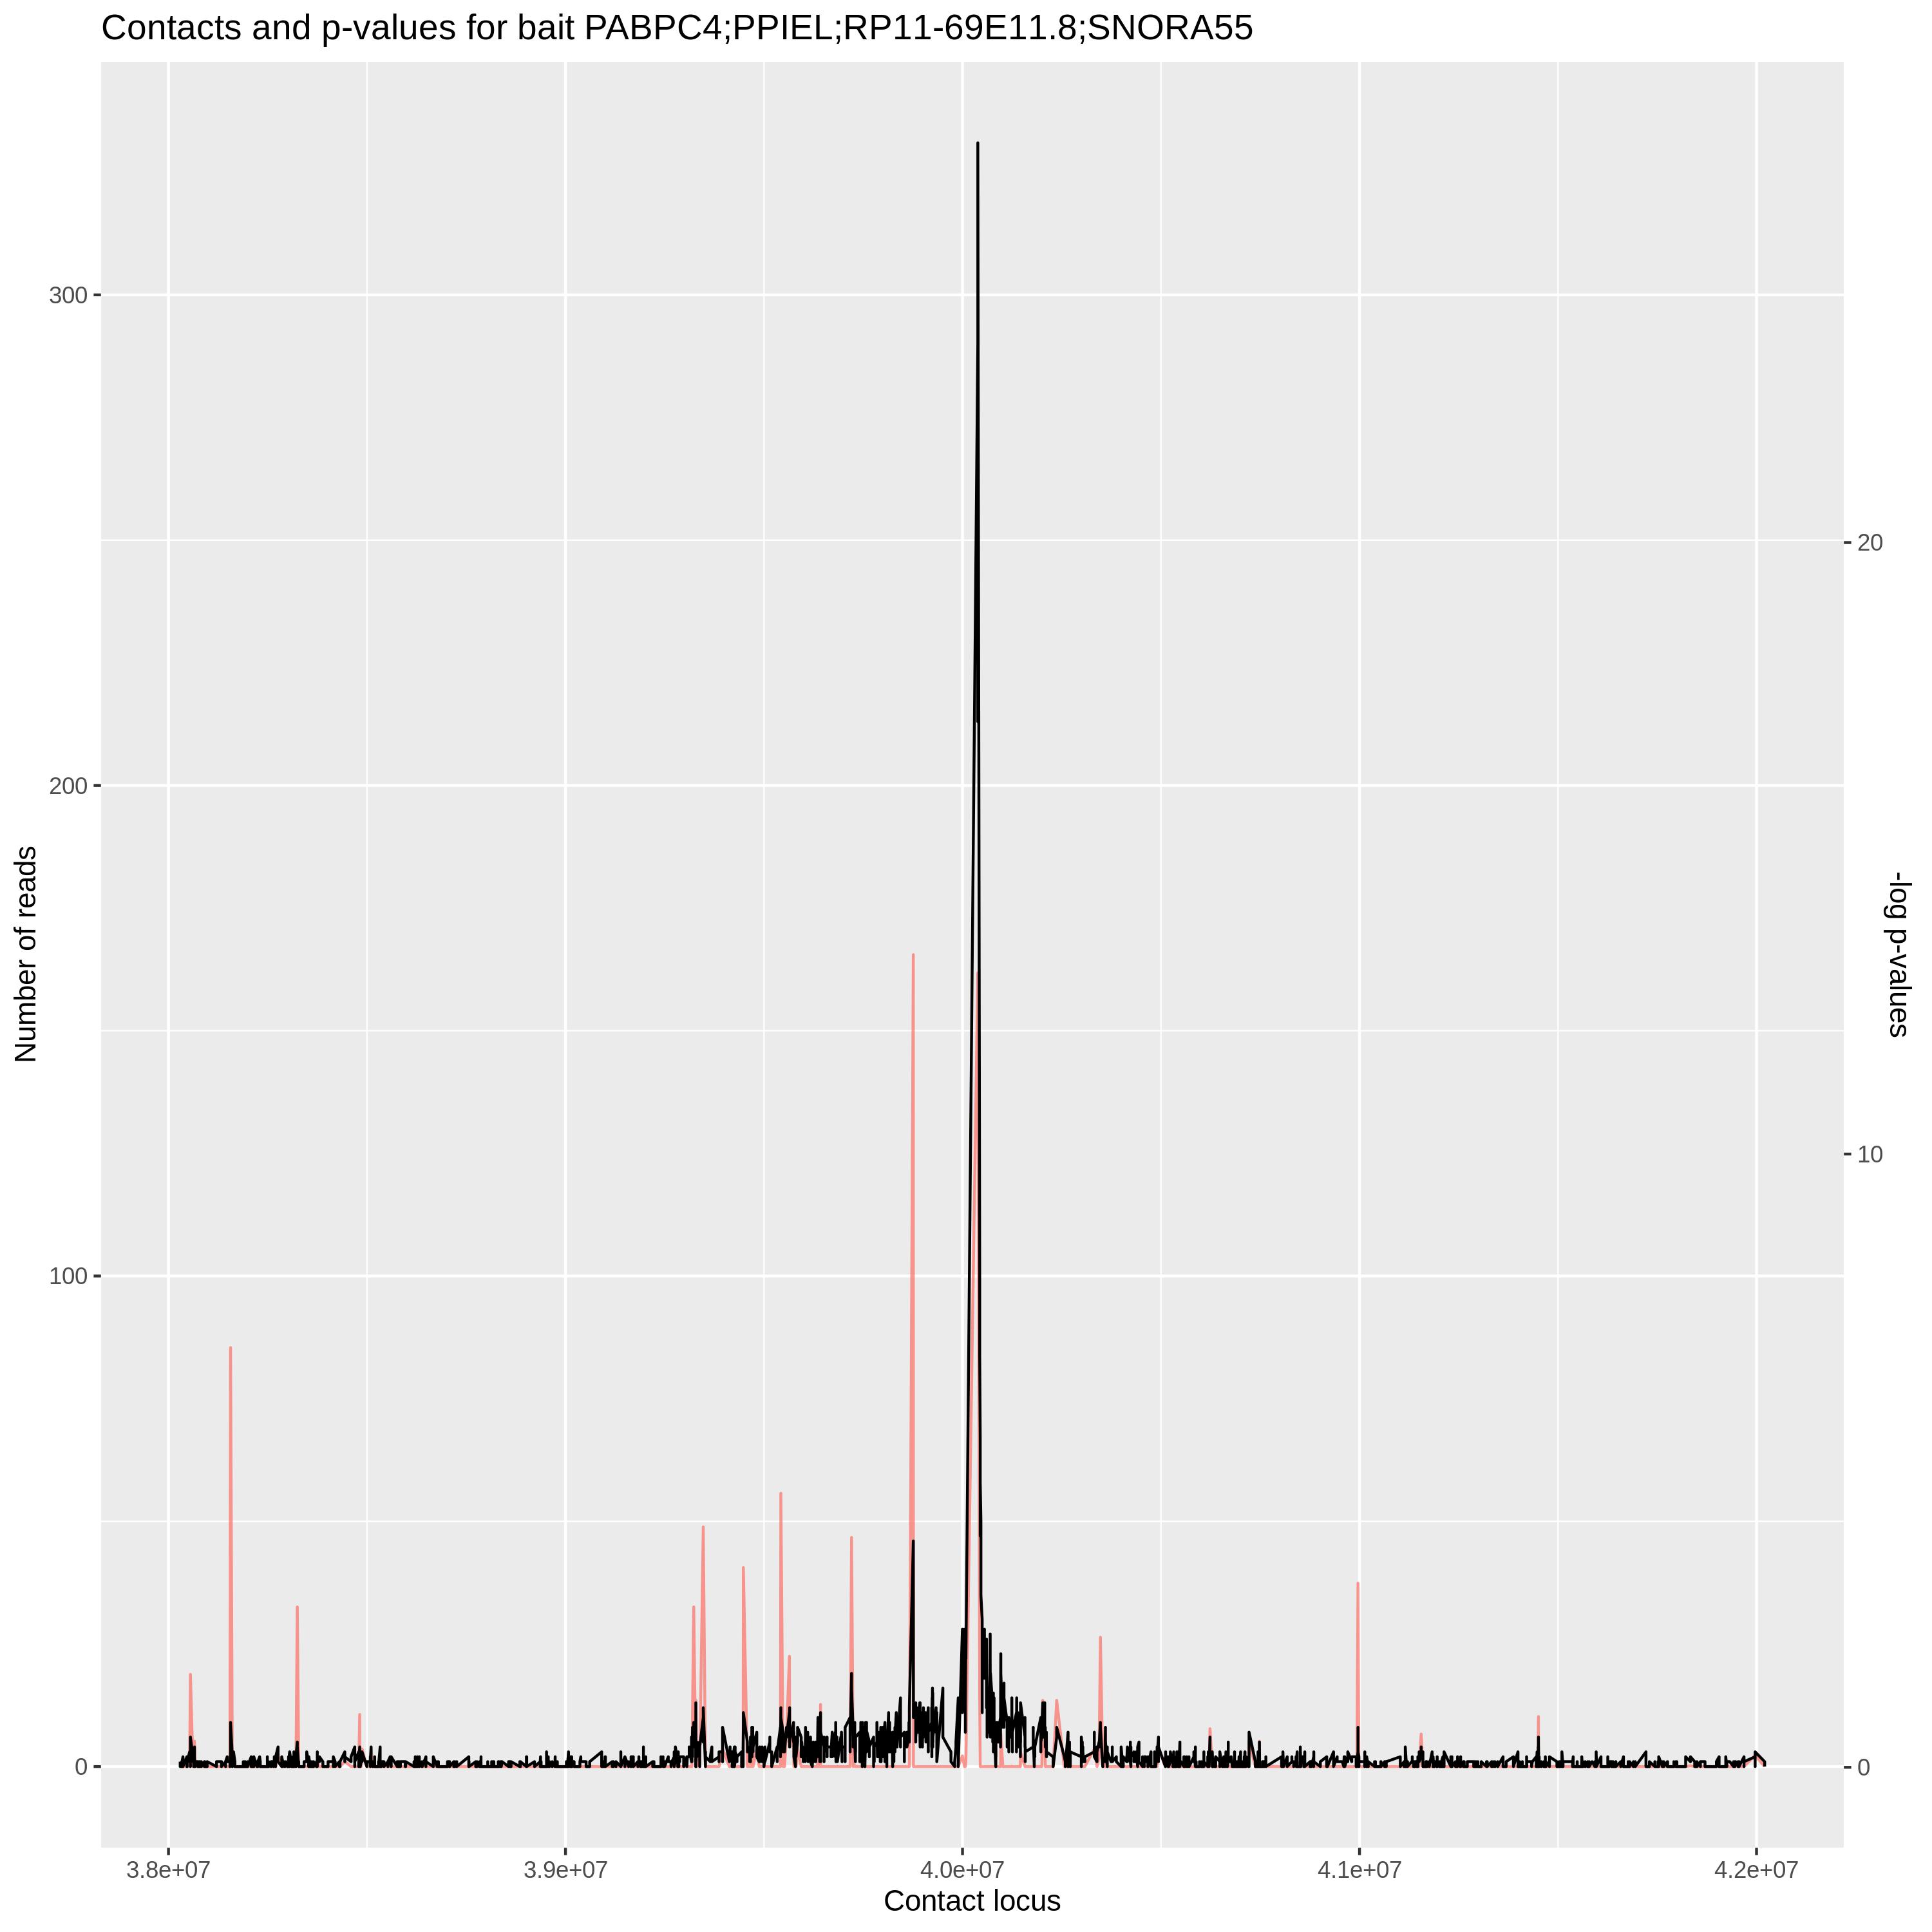 Contacts and p-values for bait PABPC4;PPIEL;RP11-69E11.8;SNORA55
300
200
100
0
Number of reads
20
10
0
-log p-values
3.8e+07
3.9e+07
4.0e+07
4.1e+07
4.2e+07
Contact locus